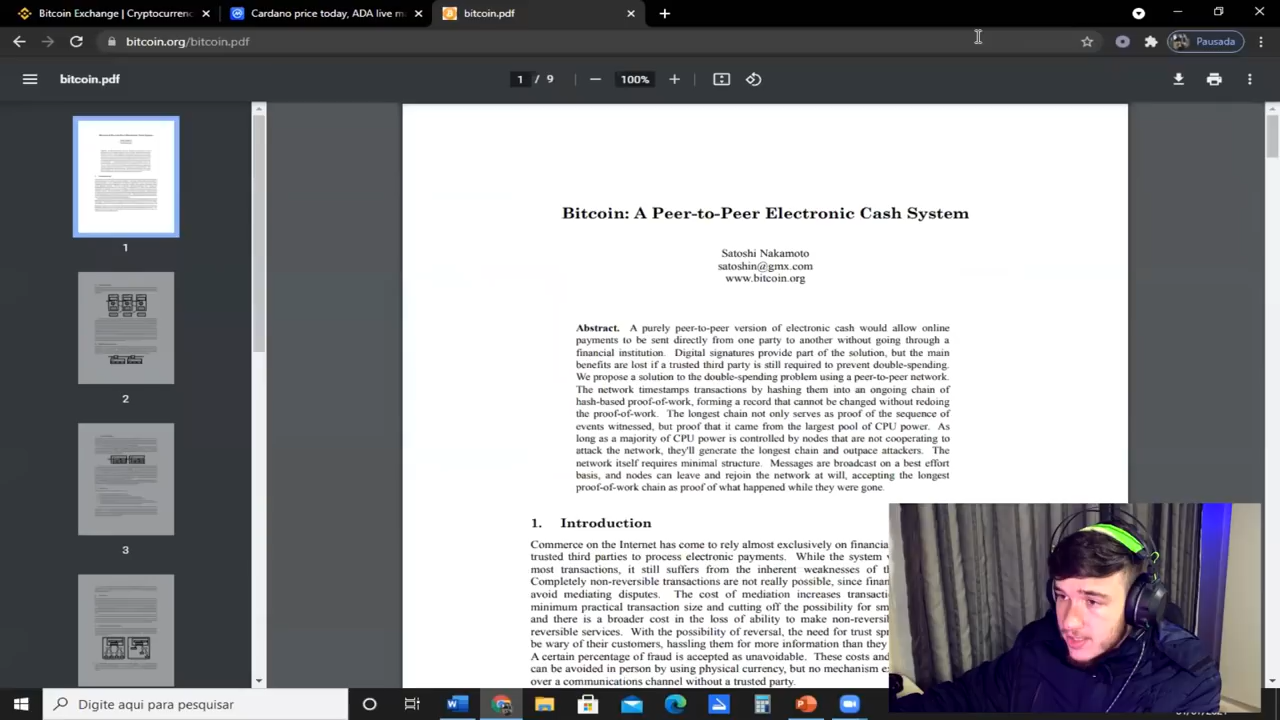 Bitcoin Exchange | Cryptocurrenc
Cardano price today, ADA live m
bitcoin.pdf
bitcoin.org/bitcoin.pdf
Pausada
bitcoin.pdf
1 / 9
100%
1
2
3
Bitcoin: A Peer-to-Peer Electronic Cash System
Satoshi Nakamoto
satoshin@gmx.com
www.bitcoin.org
Abstract. A purely peer-to-peer version of electronic cash would allow online
payments to be sent directly from one party to another without going through a
financial institution. Digital signatures provide part of the solution, but the main
benefits are lost if a trusted third party is still required to prevent double-spending.
We propose a solution to the double-spending problem using a peer-to-peer network.
The network timestamps transactions by hashing them into an ongoing chain of
hash-based proof-of-work, forming a record that cannot be changed without redoing
the proof-of-work. The longest chain not only serves as proof of the sequence of
events witnessed, but proof that it came from the largest pool of CPU power. As
long as a majority of CPU power is controlled by nodes that are not cooperating to
attack the network, they'll generate the longest chain and outpace attackers. The
network itself requires minimal structure. Messages are broadcast on a best effort
basis, and nodes can leave and rejoin the network at will, accepting the longest
proof-of-work chain as proof of what happened while they were gone.
1. Introduction
Commerce on the Internet has come to rely almost exclusively on financia
trusted third parties to process electronic payments. While the system v
most transactions, it still suffers from the inherent weaknesses of th
Completely non-reversible transactions are not really possible, since finan
avoid mediating disputes. The cost of mediation increases transacti
minimum practical transaction size and cutting off the possibility for sm
and there is a broader cost in the loss of ability to make non-reversib
reversible services. With the possibility of reversal, the need for trust spr
be wary of their customers, hassling them for more information than they
A certain percentage of fraud is accepted as unavoidable. These costs and
can be avoided in person by using physical currency, but no mechanism e
over a communications channel without a trusted party.
Digite aqui para pesquisar